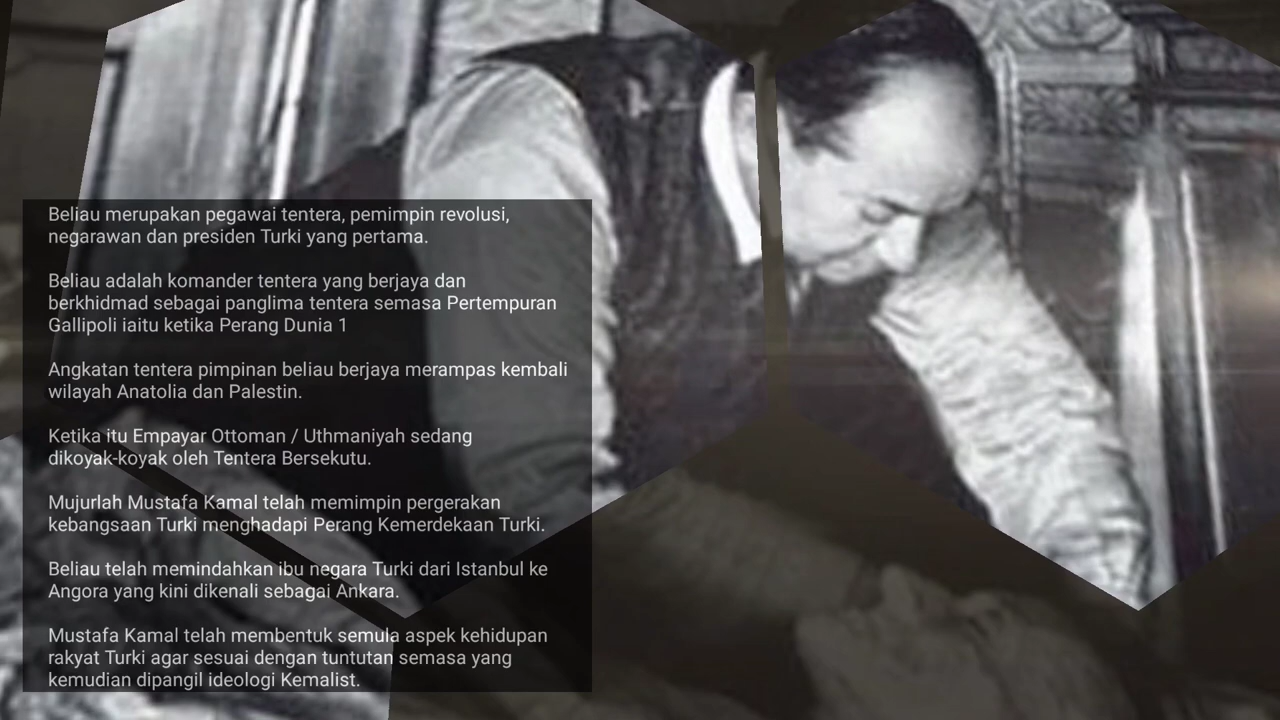 Beliau merupakan pegawai tentera, pemimpin revolusi,
negarawan dan presiden Turki yang pertama.
Beliau adalah komander tentera yang berjaya dan
berkhidmad sebagai panglima tentera semasa Pertempuran
Gallipoli iaitu ketika Perang Dunia 1
Angkatan tentera pimpinan beliau berjaya merampas kembali
wilayah Anatolia dan Palestin.
Ketika itu Empayar Ottoman / Uthmaniyah sedang
dikoyak-koyak oleh Tentera Bersekutu.
Mujurlah Mustafa Kamal telah memimpin pergerakan
kebangsaan Turki menghadapi Perang Kemerdekaan Turki.
Beliau telah memindahkan ibu negara Turki dari Istanbul ke
Angora yang kini dikenali sebagai Ankara.
Mustafa Kamal telah membentuk semula aspek kehidupan
rakyat Turki agar sesuai dengan tuntutan semasa yang
kemudian dipangil ideologi Kemalist.